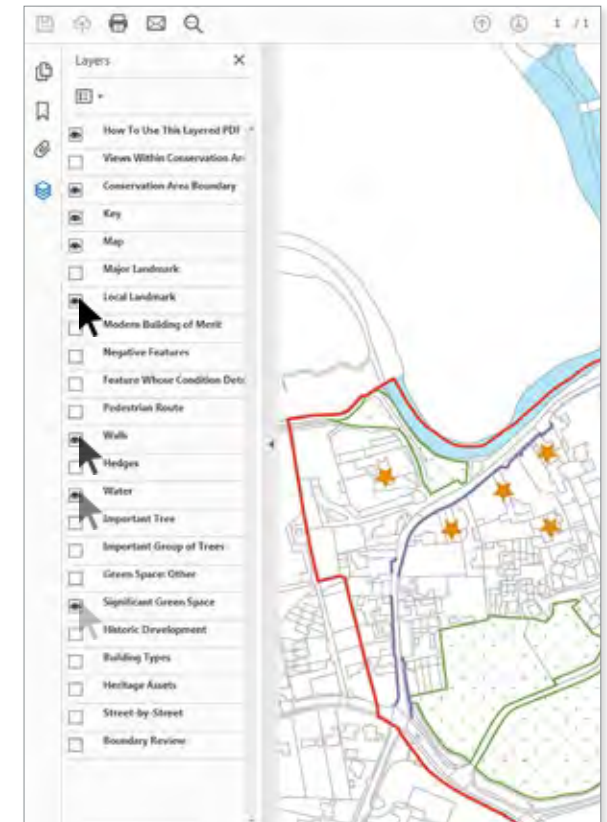 1 / 1
Layers
How To Use This Layered PDF
Views Within Conservation Are
Conservation Area Boundary
Key
Map
Major Landmark
Local Landmark
Modern Building of Merit
Negative Features
Feature Whose Condition Detr
Pedestrian Route
Walls
Hedges
Water
Important Tree
Important Group of Trees
Green Space: Other
Significant Green Space
Historic Development
Building Types
Heritage Assets
Street-by-Street
Boundary Review